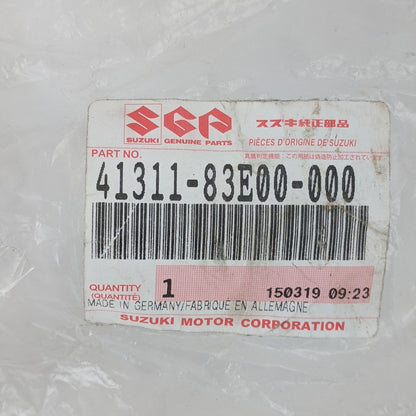 SGP
SUZUKI GENUINE PARTS
スズキ純正部品
PIÈCES D'ORIGINE DE SUZUKI
PART NO.
41311-83E00-000
QUANTITY
(QUANTITÉ)
1
150319 09:23
MADE IN GERMANY/FABRIQUE EN ALLEMAGNE
SUZUKI MOTOR CORPORATION